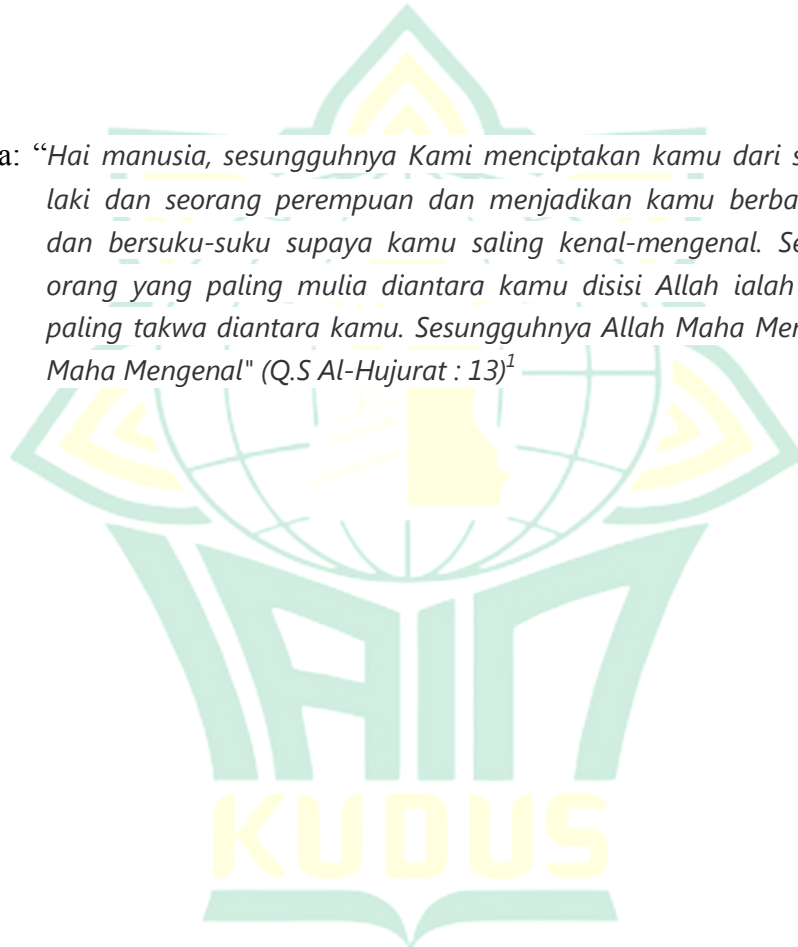 a: “Hai manusia, sesungguhnya Kami menciptakan kamu dari s
laki dan seorang perempuan dan menjadikan kamu berba
dan bersuku-suku supaya kamu saling kenal-mengenal. Se
orang yang paling mulia diantara kamu disisi Allah ialah
paling takwa diantara kamu. Sesungguhnya Allah Maha Men
Maha Mengenal" (Q.S Al-Hujurat : 13)1
IAIN
KUDUS